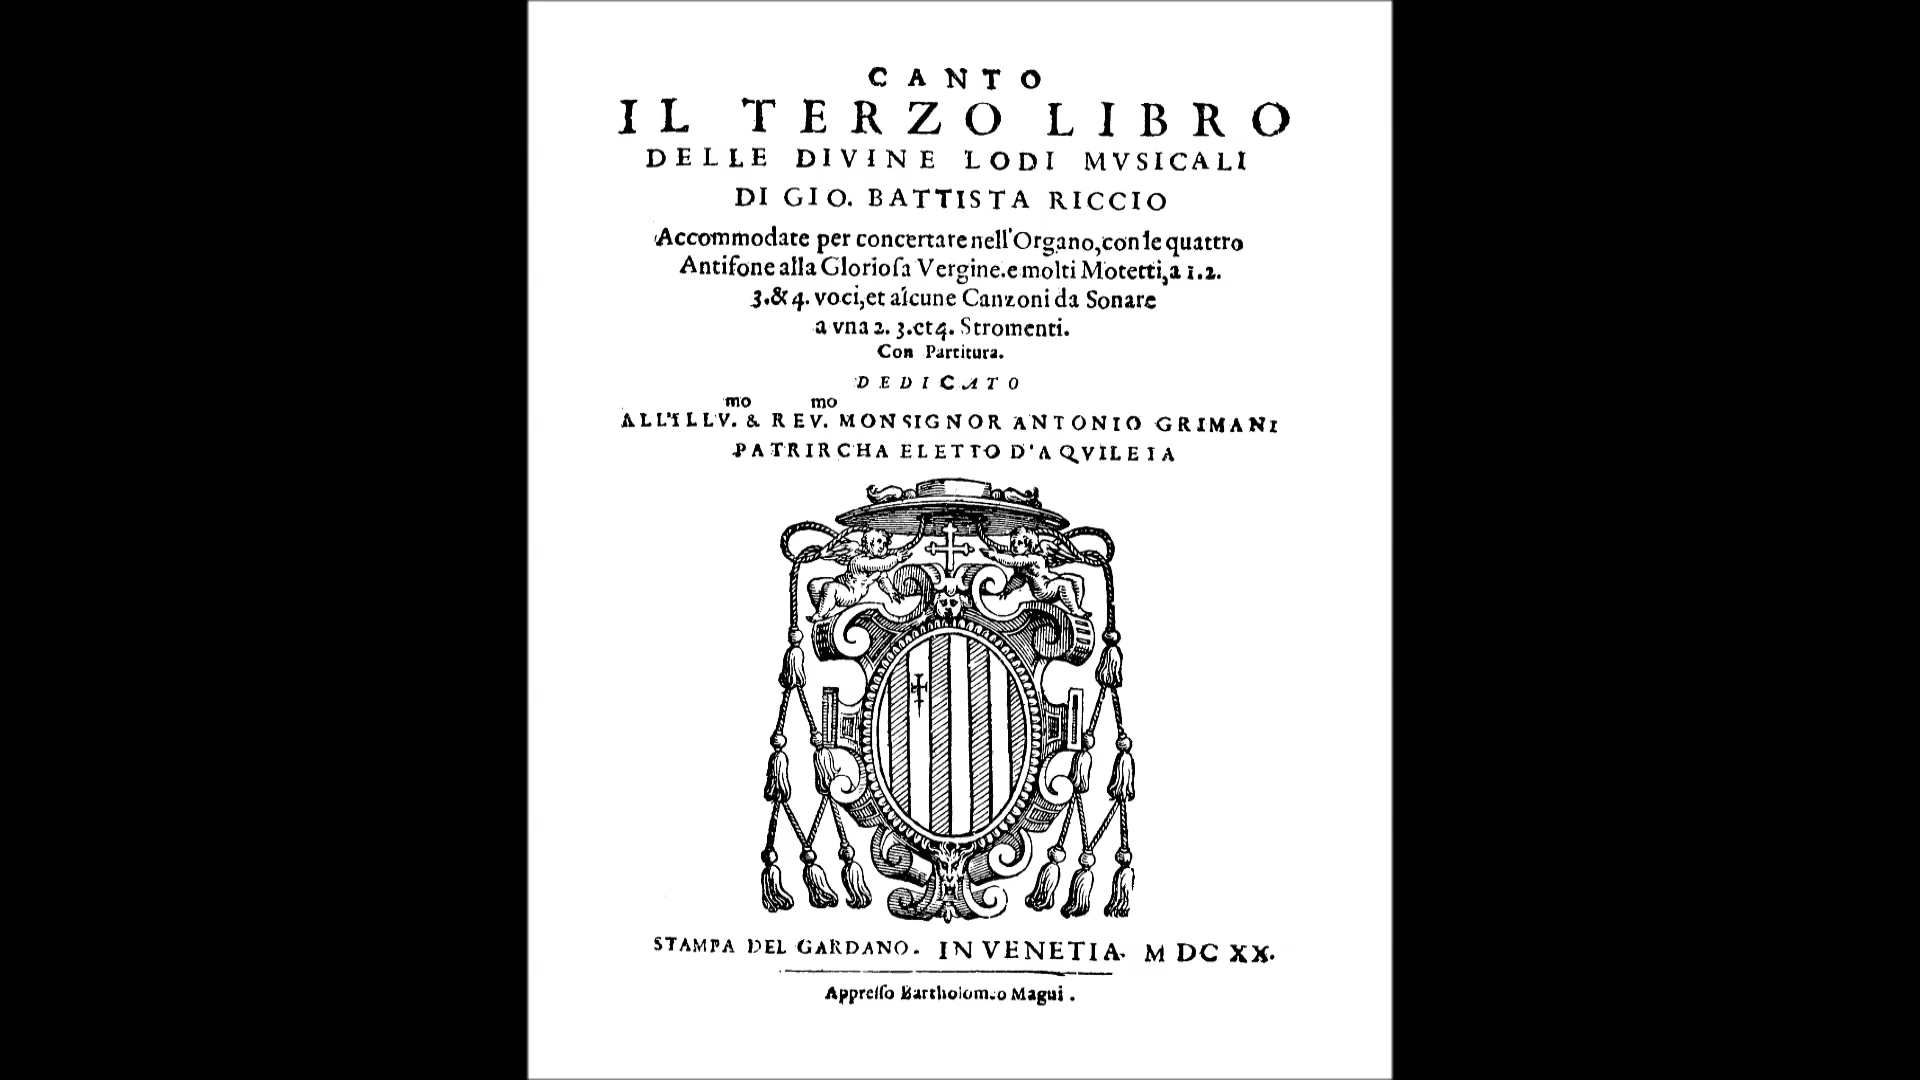 CANTO
IL TERZO LIBRO
DELLE DIVINE LODI MVSICALI
DI GIO. BATTISTA RICCIO
Accommodate per concertare nell'Organo, con le quattro
Antifone alla Glorioſa Vergine. e molti Motetti, a 1. 2.
3. & 4. voci, et alcune Canzoni da Sonare
a vna 2. 3. et 4. Stromenti.
Con Partitura.
DEDICATO
ALL'ILLV.mo & REV.mo MONSIGNOR ANTONIO GRIMANI
PATRIRCHA ELETTO D'AQVILEIA
STAMPA DEL GARDANO. IN VENETIA. M DC XX.
Appreſſo Bartholomeo Magni.